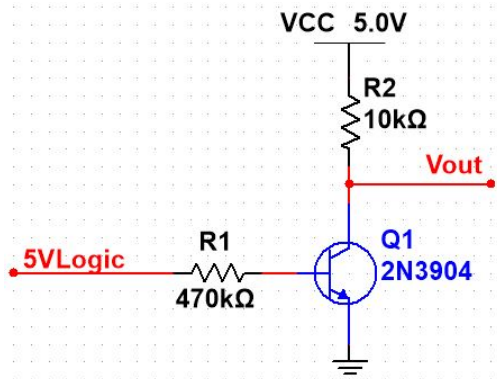 VCC 5.0V
R2
10kΩ
Vout
Q1
2N3904
R1
5VLogic
470kΩ